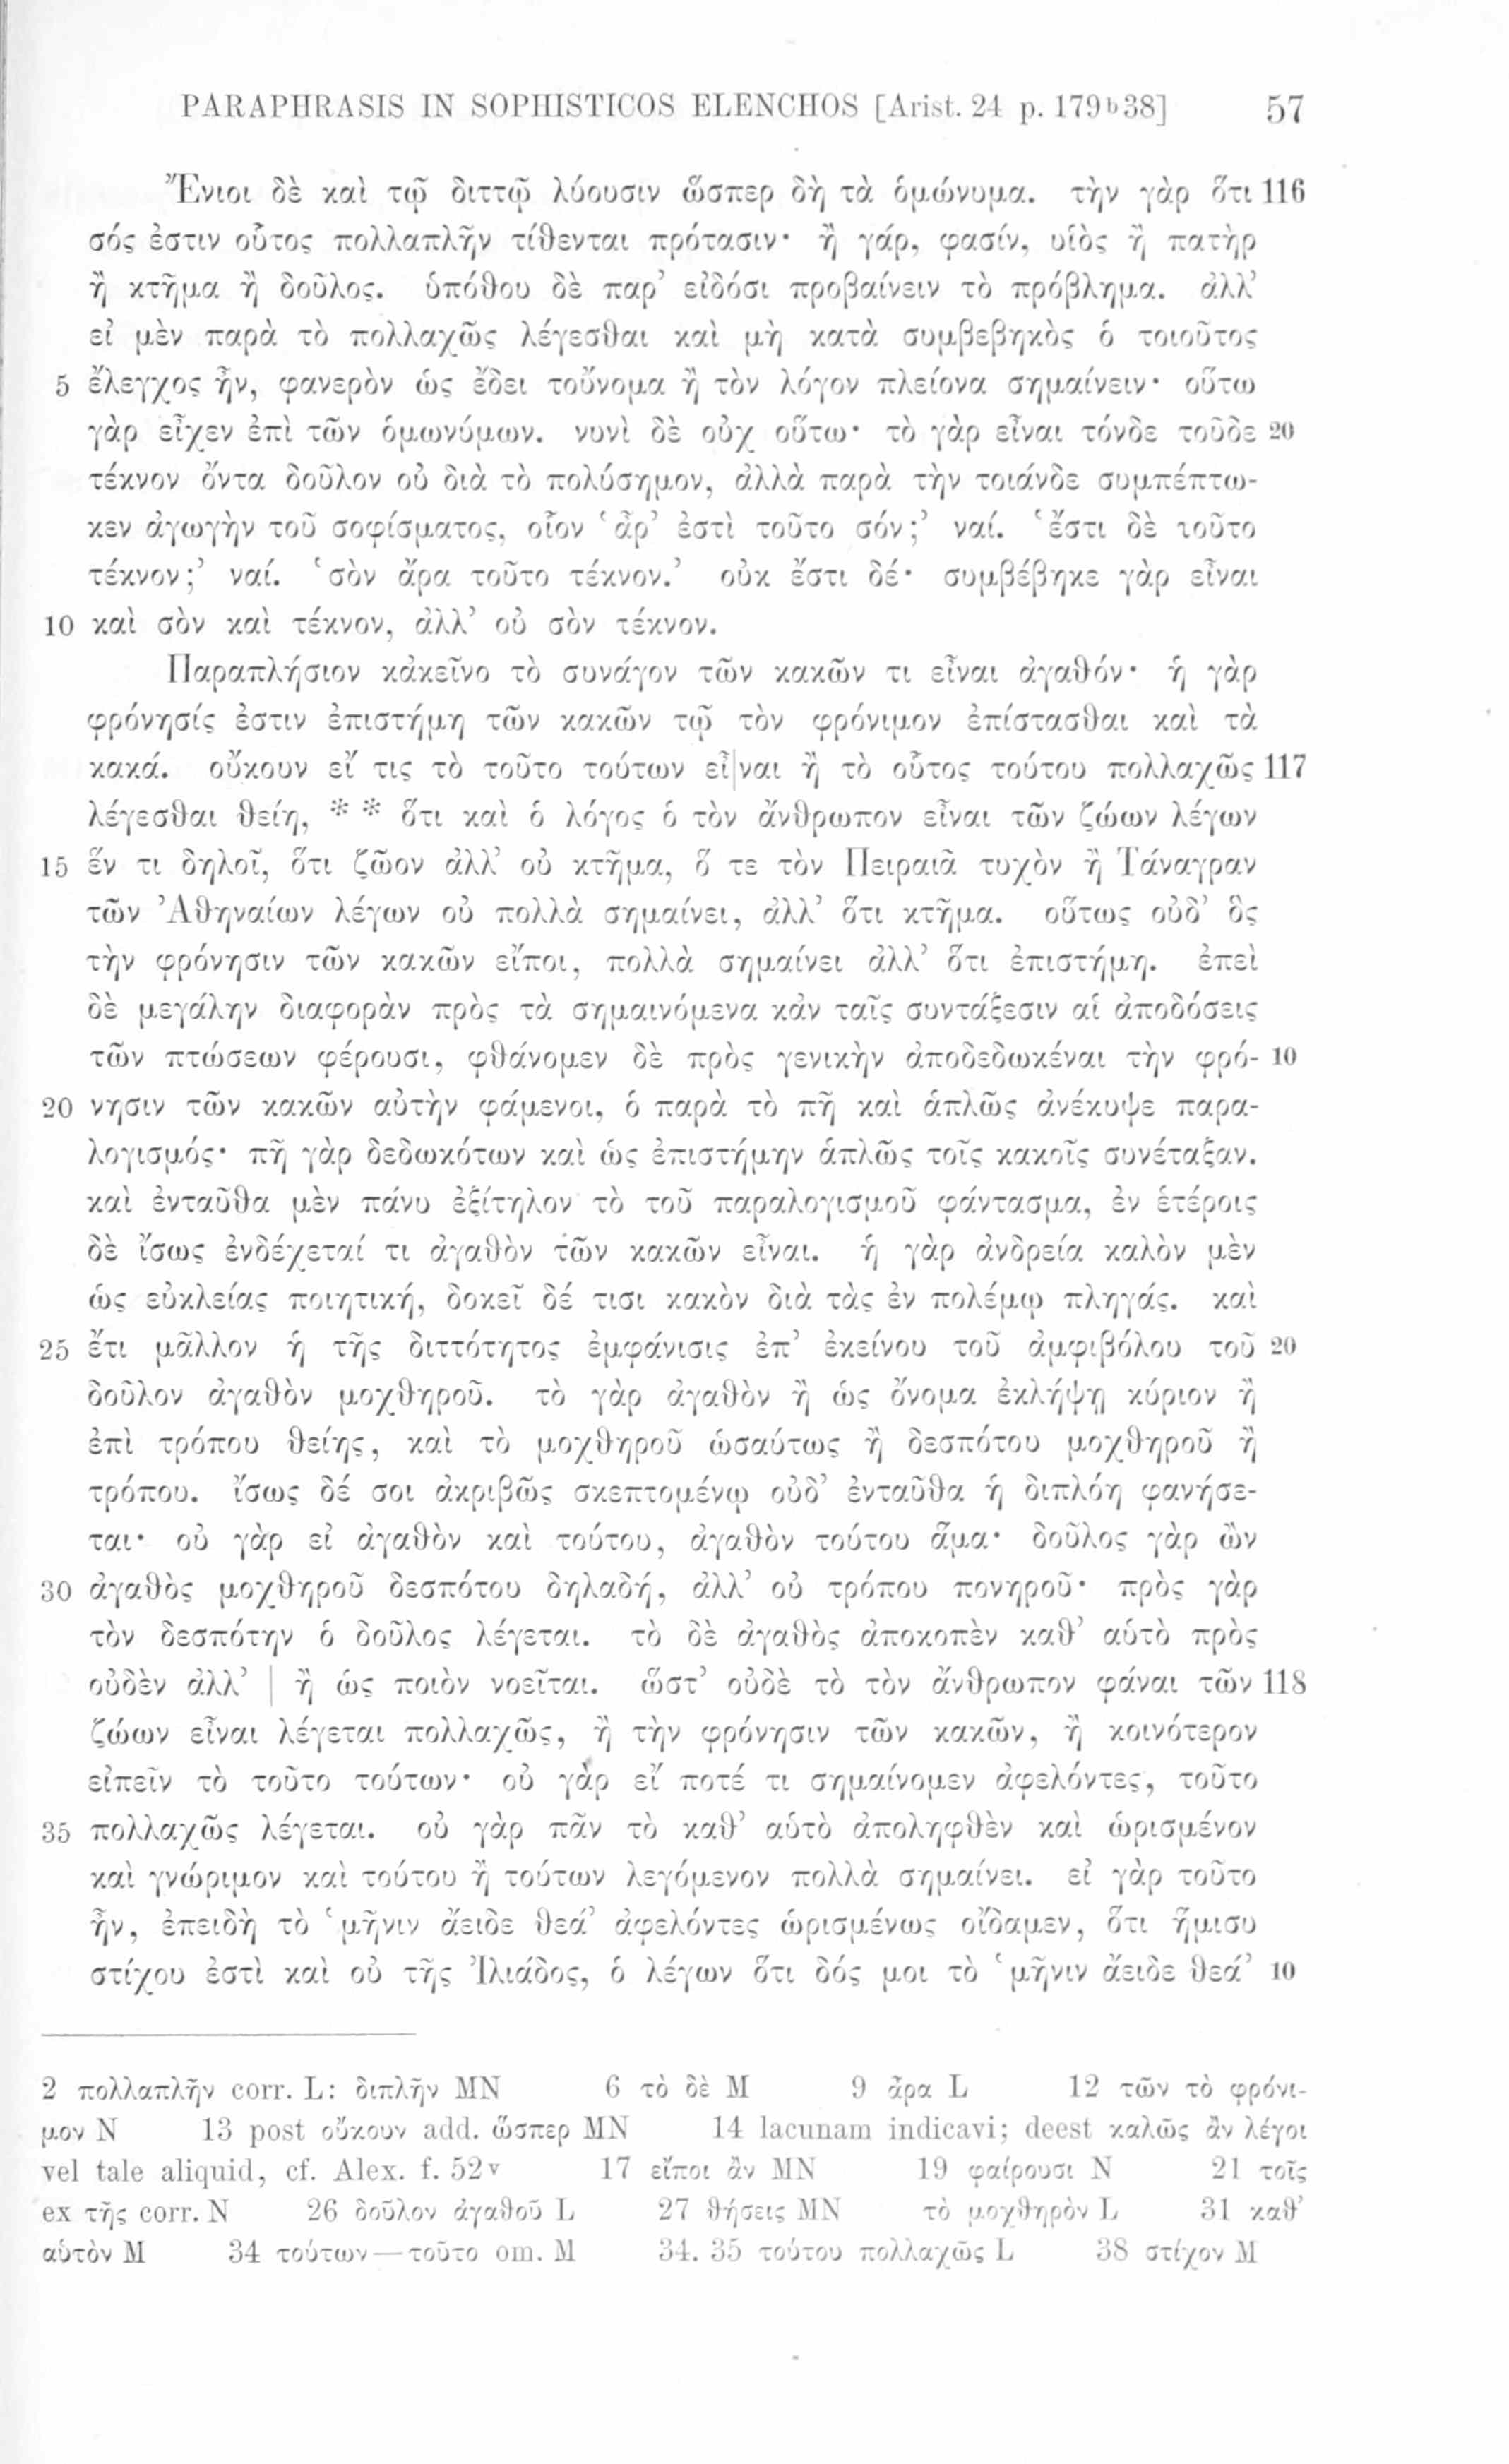 PARAPHRASIS IN SOPHISTICOS ELENCHOS [Arist. 24 p. 179ᵇ38] 57
Ἔνιοι δὲ καὶ τῷ διττῷ λύουσιν ὥσπερ δὴ τὰ ὁμώνυμα. τὴν γὰρ ὅτι 116
σός ἐστιν οὗτος πολλαπλῆν τίθενται πρότασιν· ἢ γάρ, φασίν, υἱὸς ἢ πατὴρ
ἢ κτῆμα ἢ δοῦλος. ὑπόθου δὲ παρ’ εἰδόσι προβαίνειν τὸ πρόβλημα. ἀλλ’
εἰ μὲν παρὰ τὸ πολλαχῶς λέγεσθαι καὶ μὴ κατὰ συμβεβηκὸς ὁ τοιοῦτος
5 ἔλεγχος ἦν, φανερὸν ὡς ἔδει τοὔνομα ἢ τὸν λόγον πλείονα σημαίνειν· οὕτω
γὰρ εἶχεν ἐπὶ τῶν ὁμωνύμων. νυνὶ δὲ οὐχ οὕτω· τὸ γὰρ εἶναι τόνδε τοῦδε 20
τέκνον ὄντα δοῦλον οὐ διὰ τὸ πολύσημον, ἀλλὰ παρὰ τὴν τοιάνδε συμπέπτω-
κεν ἀγωγὴν τοῦ σοφίσματος, οἷον ‘ἆρ’ ἐστὶ τοῦτο σόν;’ ναί. ‘ἔστι δὲ τοῦτο
τέκνον;’ ναί. ‘σὸν ἄρα τοῦτο τέκνον.’ οὐκ ἔστι δέ· συμβέβηκε γὰρ εἶναι
10 καὶ σὸν καὶ τέκνον, ἀλλ’ οὐ σὸν τέκνον.
Παραπλήσιον κἀκεῖνο τὸ συνάγον τῶν κακῶν τι εἶναι ἀγαθόν· ἡ γὰρ
φρόνησίς ἐστιν ἐπιστήμη τῶν κακῶν τῷ τὸν φρόνιμον ἐπίστασθαι καὶ τὰ
κακά. οὔκουν εἴ τις τὸ τοῦτο τούτων εἶ|ναι ἢ τὸ οὗτος τούτου πολλαχῶς 117
λέγεσθαι θείη, * * ὅτι καὶ ὁ λόγος ὁ τὸν ἄνθρωπον εἶναι τῶν ζώων λέγων
15 ἕν τι δηλοῖ, ὅτι ζῶον ἀλλ’ οὐ κτῆμα, ὅ τε τὸν Πειραιᾶ τυχὸν ἢ Τάναγραν
τῶν Ἀθηναίων λέγων οὐ πολλὰ σημαίνει, ἀλλ’ ὅτι κτῆμα. οὕτως οὐδ’ ὃς
τὴν φρόνησιν τῶν κακῶν εἴποι, πολλὰ σημαίνει ἀλλ’ ὅτι ἐπιστήμη. ἐπεὶ
δὲ μεγάλην διαφορὰν πρὸς τὰ σημαινόμενα κἀν ταῖς συντάξεσιν αἱ ἀποδόσεις
τῶν πτώσεων φέρουσι, φθάνομεν δὲ πρὸς γενικὴν ἀποδεδωκέναι τὴν φρό- 10
20 νησιν τῶν κακῶν αὐτὴν φάμενοι, ὁ παρὰ τὸ πῆ καὶ ἁπλῶς ἀνέκυψε παρα-
λογισμός· πῆ γὰρ δεδωκότων καὶ ὡς ἐπιστήμην ἁπλῶς τοῖς κακοῖς συνέταξαν.
καὶ ἐνταῦθα μὲν πάνυ ἐξίτηλον τὸ τοῦ παραλογισμοῦ φάντασμα, ἐν ἑτέροις
δὲ ἴσως ἐνδέχεταί τι ἀγαθὸν τῶν κακῶν εἶναι. ἡ γὰρ ἀνδρεία καλὸν μὲν
ὡς εὐκλείας ποιητική, δοκεῖ δέ τισι κακὸν διὰ τὰς ἐν πολέμῳ πληγάς. καὶ
25 ἔτι μᾶλλον ἡ τῆς διττότητος ἐμφάνισις ἐπ’ ἐκείνου τοῦ ἀμφιβόλου τοῦ 20
δοῦλον ἀγαθὸν μοχθηροῦ. τὸ γὰρ ἀγαθὸν ἢ ὡς ὄνομα ἐκλήψῃ κύριον ἢ
ἐπὶ τρόπου θείης, καὶ τὸ μοχθηροῦ ὡσαύτως ἢ δεσπότου μοχθηροῦ ἢ
τρόπου. ἴσως δέ σοι ἀκριβῶς σκεπτομένῳ οὐδ’ ἐνταῦθα ἡ διπλόη φανήσε-
ται· οὐ γὰρ εἰ ἀγαθὸν καὶ τούτου, ἀγαθὸν τούτου ἅμα· δοῦλος γὰρ ὢν
30 ἀγαθὸς μοχθηροῦ δεσπότου δηλαδή, ἀλλ’ οὐ τρόπου πονηροῦ· πρὸς γὰρ
τὸν δεσπότην ὁ δοῦλος λέγεται. τὸ δὲ ἀγαθὸς ἀποκοπὲν καθ’ αὑτὸ πρὸς
οὐδὲν ἀλλ’ | ἢ ὡς ποιὸν νοεῖται. ὥστ’ οὐδὲ τὸ τὸν ἄνθρωπον φάναι τῶν 118
ζώων εἶναι λέγεται πολλαχῶς, ἢ τὴν φρόνησιν τῶν κακῶν, ἢ κοινότερον
εἰπεῖν τὸ τοῦτο τούτων· οὐ γὰρ εἴ ποτέ τι σημαίνομεν ἀφελόντες, τοῦτο
35 πολλαχῶς λέγεται. οὐ γὰρ πᾶν τὸ καθ’ αὑτὸ ἀποληφθὲν καὶ ὡρισμένον
καὶ γνώριμον καὶ τούτου ἢ τούτων λεγόμενον πολλὰ σημαίνει. εἰ γὰρ τοῦτο
ἦν, ἐπειδὴ τὸ ‘μῆνιν ἄειδε θεά’ ἀφελόντες ὡρισμένως οἴδαμεν, ὅτι ἥμισυ
στίχου ἐστὶ καὶ οὐ τῆς Ἰλιάδος, ὁ λέγων ὅτι δός μοι τὸ ‘μῆνιν ἄειδε θεά’ 10
2 πολλαπλῆν corr. L: διπλῆν MN 6 τὸ δὲ M 9 ἆρα L 12 τῶν τὸ φρόνι-
μον N 13 post οὔκουν add. ὥσπερ MN 14 lacunam indicavi; deest καλῶς ἂν λέγοι
vel tale aliquid, cf. Alex. f. 52ᵛ 17 εἴποι ἂν MN 19 φαίρουσι N 21 τοῖς
ex τῆς corr. N 26 δοῦλον ἀγαθοῦ L 27 θήσεις MN τὸ μοχθηρὸν L 31 καθ’
αὑτὸν M 34 τούτων—τοῦτο om. M 34. 35 τούτου πολλαχῶς L 38 στίχον M